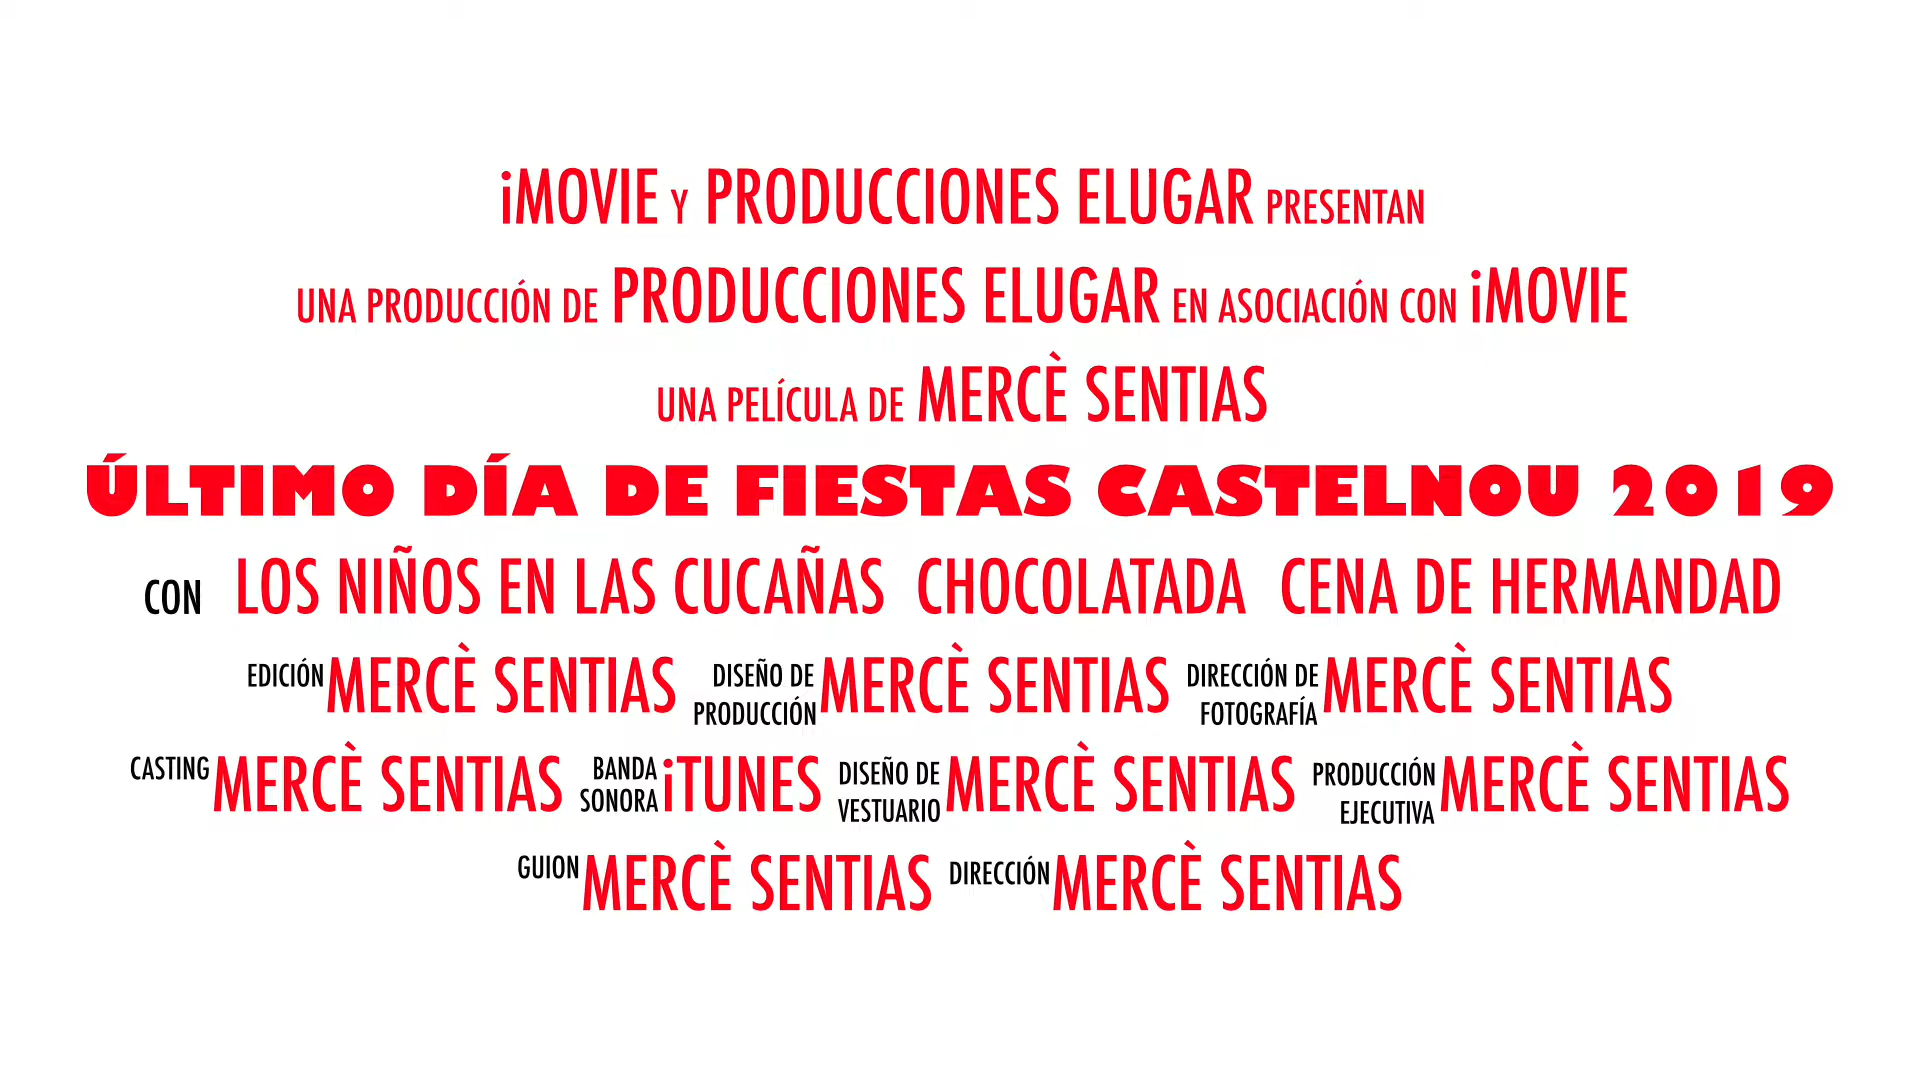 iMOVIE Y PRODUCCIONES ELUGAR PRESENTAN
UNA PRODUCCIÓN DE PRODUCCIONES ELUGAR EN ASOCIACIÓN CON iMOVIE
UNA PELÍCULA DE MERCÈ SENTIAS
ÚLTIMO DÍA DE FIESTAS CASTELNOU 2019
CON LOS NIÑOS EN LAS CUCAÑAS CHOCOLATADA CENA DE HERMANDAD
EDICIÓN MERCÈ SENTIAS DISEÑO DE PRODUCCIÓN MERCÈ SENTIAS DIRECCIÓN DE FOTOGRAFÍA MERCÈ SENTIAS
CASTING MERCÈ SENTIAS BANDA SONORA iTUNES DISEÑO DE VESTUARIO MERCÈ SENTIAS PRODUCCIÓN EJECUTIVA MERCÈ SENTIAS
GUION MERCÈ SENTIAS DIRECCIÓN MERCÈ SENTIAS